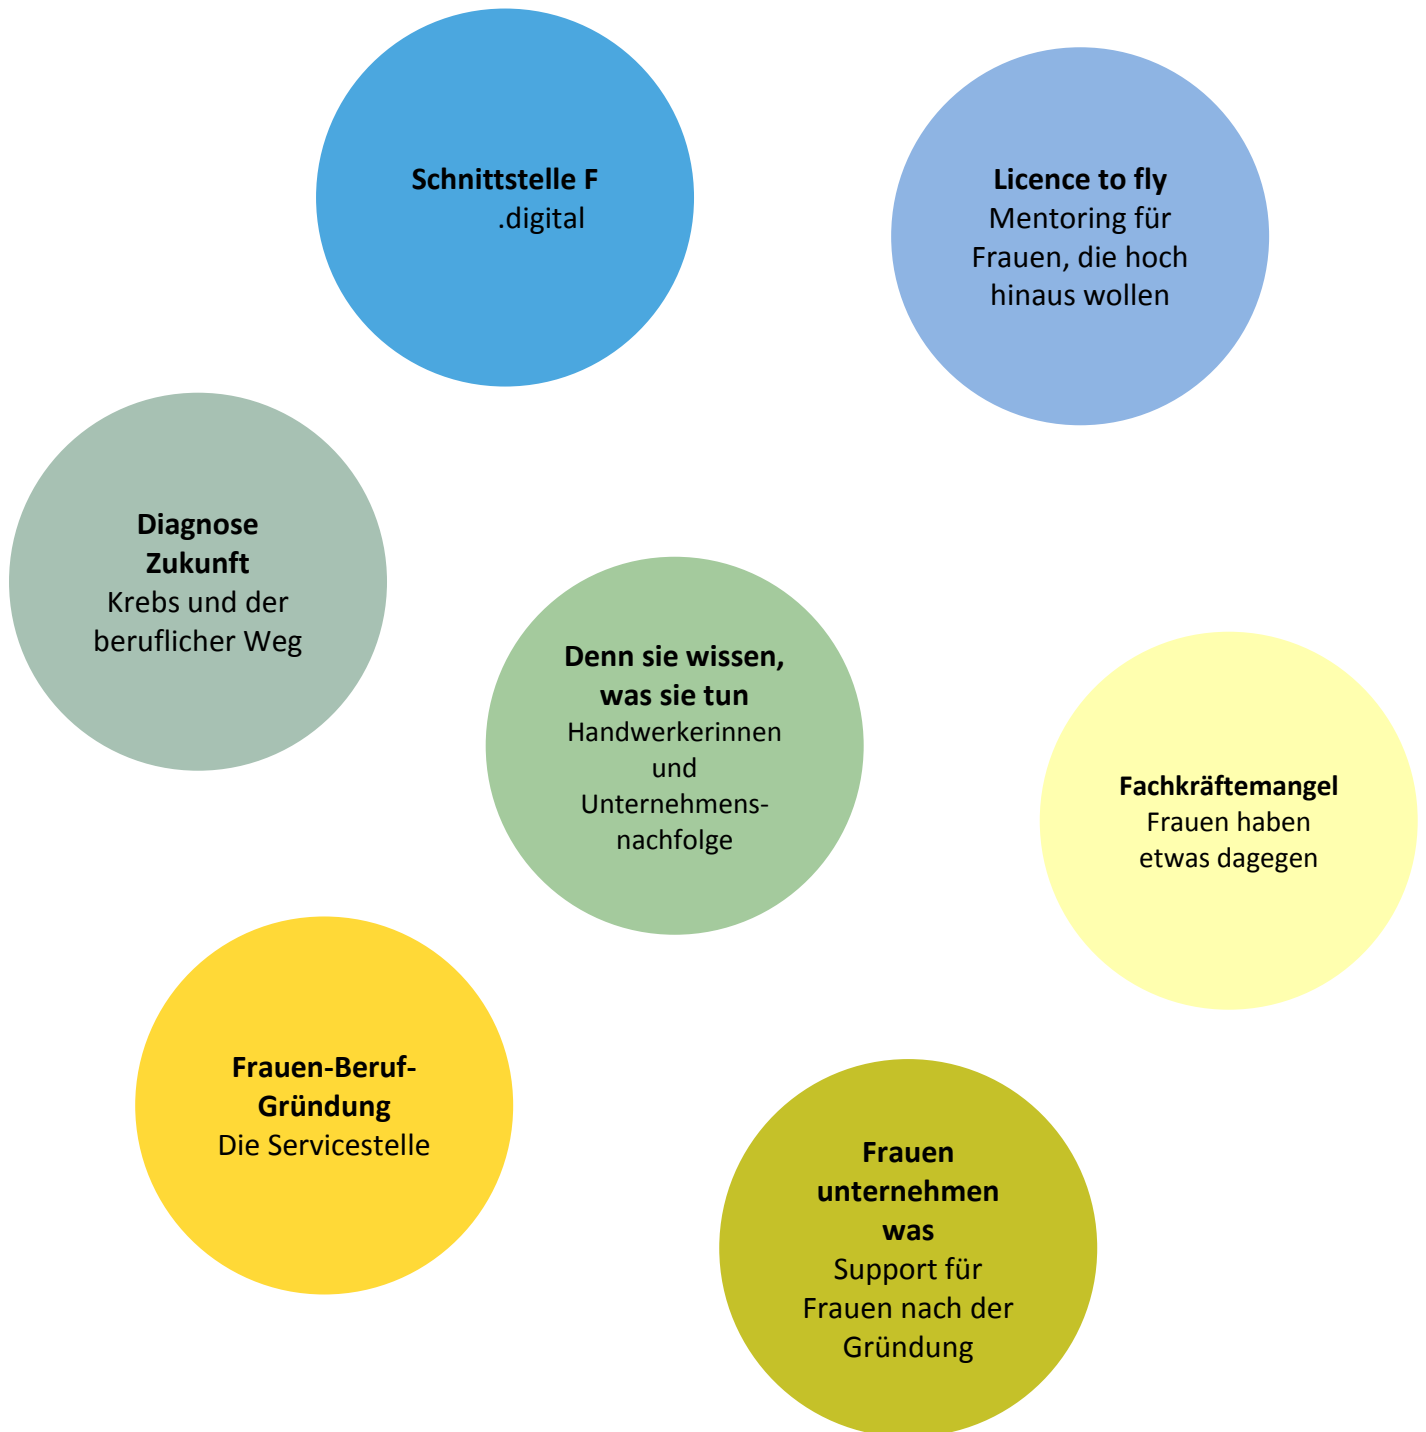 Schnittstelle F
.digital
Licence to fly
Mentoring für
Frauen, die hoch
hinaus wollen
Diagnose
Zukunft
Krebs und der
beruflicher Weg
Denn sie wissen,
was sie tun
Handwerkerinnen
und
Unternehmens-
nachfolge
Fachkräftemangel
Frauen haben
etwas dagegen
Frauen-Beruf-
Gründung
Die Servicestelle
Frauen
unternehmen
was
Support für
Frauen nach der
Gründung